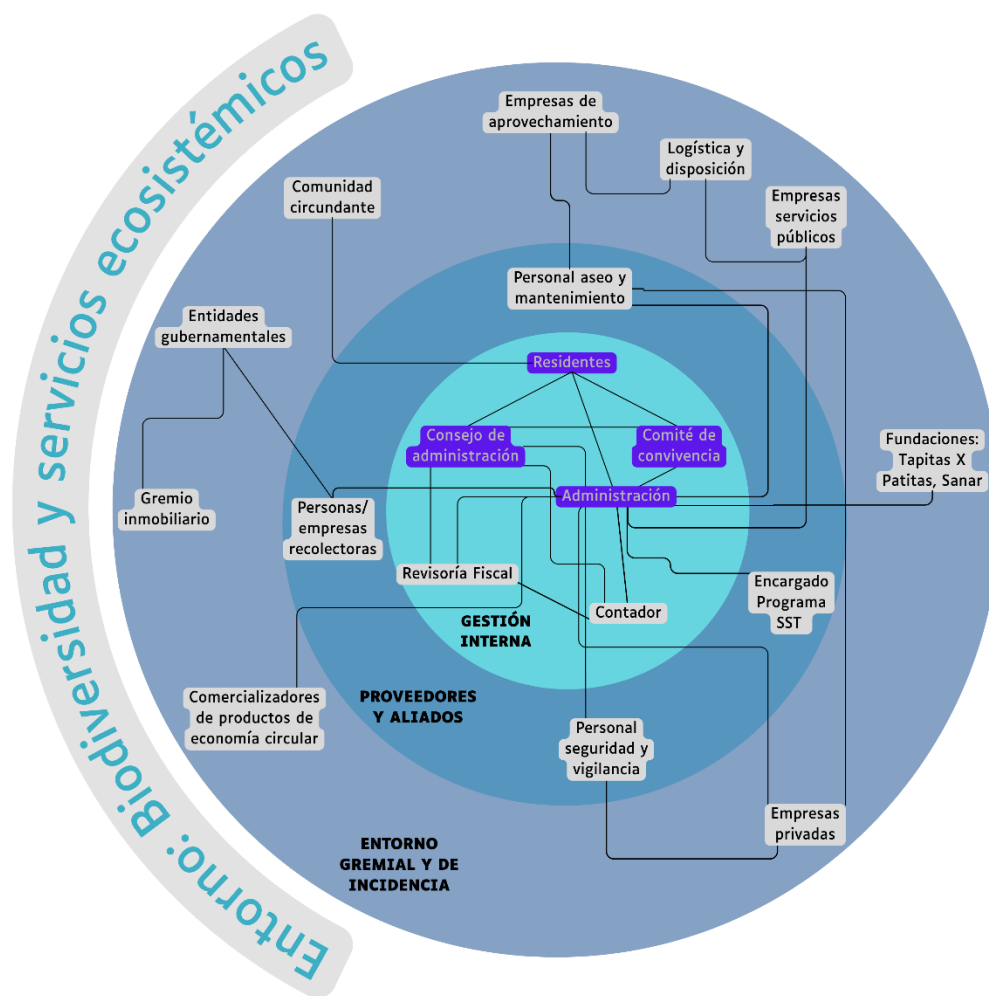 Entorno: Biodiversidad y servicios ecosistémicos
Empresas de
aprovechamiento
Logística y
disposición
Comunidad
circundante
Empresas
servicios
públicos
Personal aseo y
mantenimiento
Entidades
gubernamentales
Residentes
Consejo de
administración
Comité de
convivencia
Fundaciones:
Tapitas X
Patitas, Sanar
Gremio
inmobiliario
Personas/
empresas
recolectoras
Administración
Revisoría Fiscal
Encargado
Programa
SST
Contador
GESTIÓN
INTERNA
Comercializadores
de productos de
economía circular
PROVEEDORES
Y ALIADOS
Personal
seguridad y
vigilancia
Empresas
privadas
ENTORNO
GREMIAL Y DE
INCIDENCIA